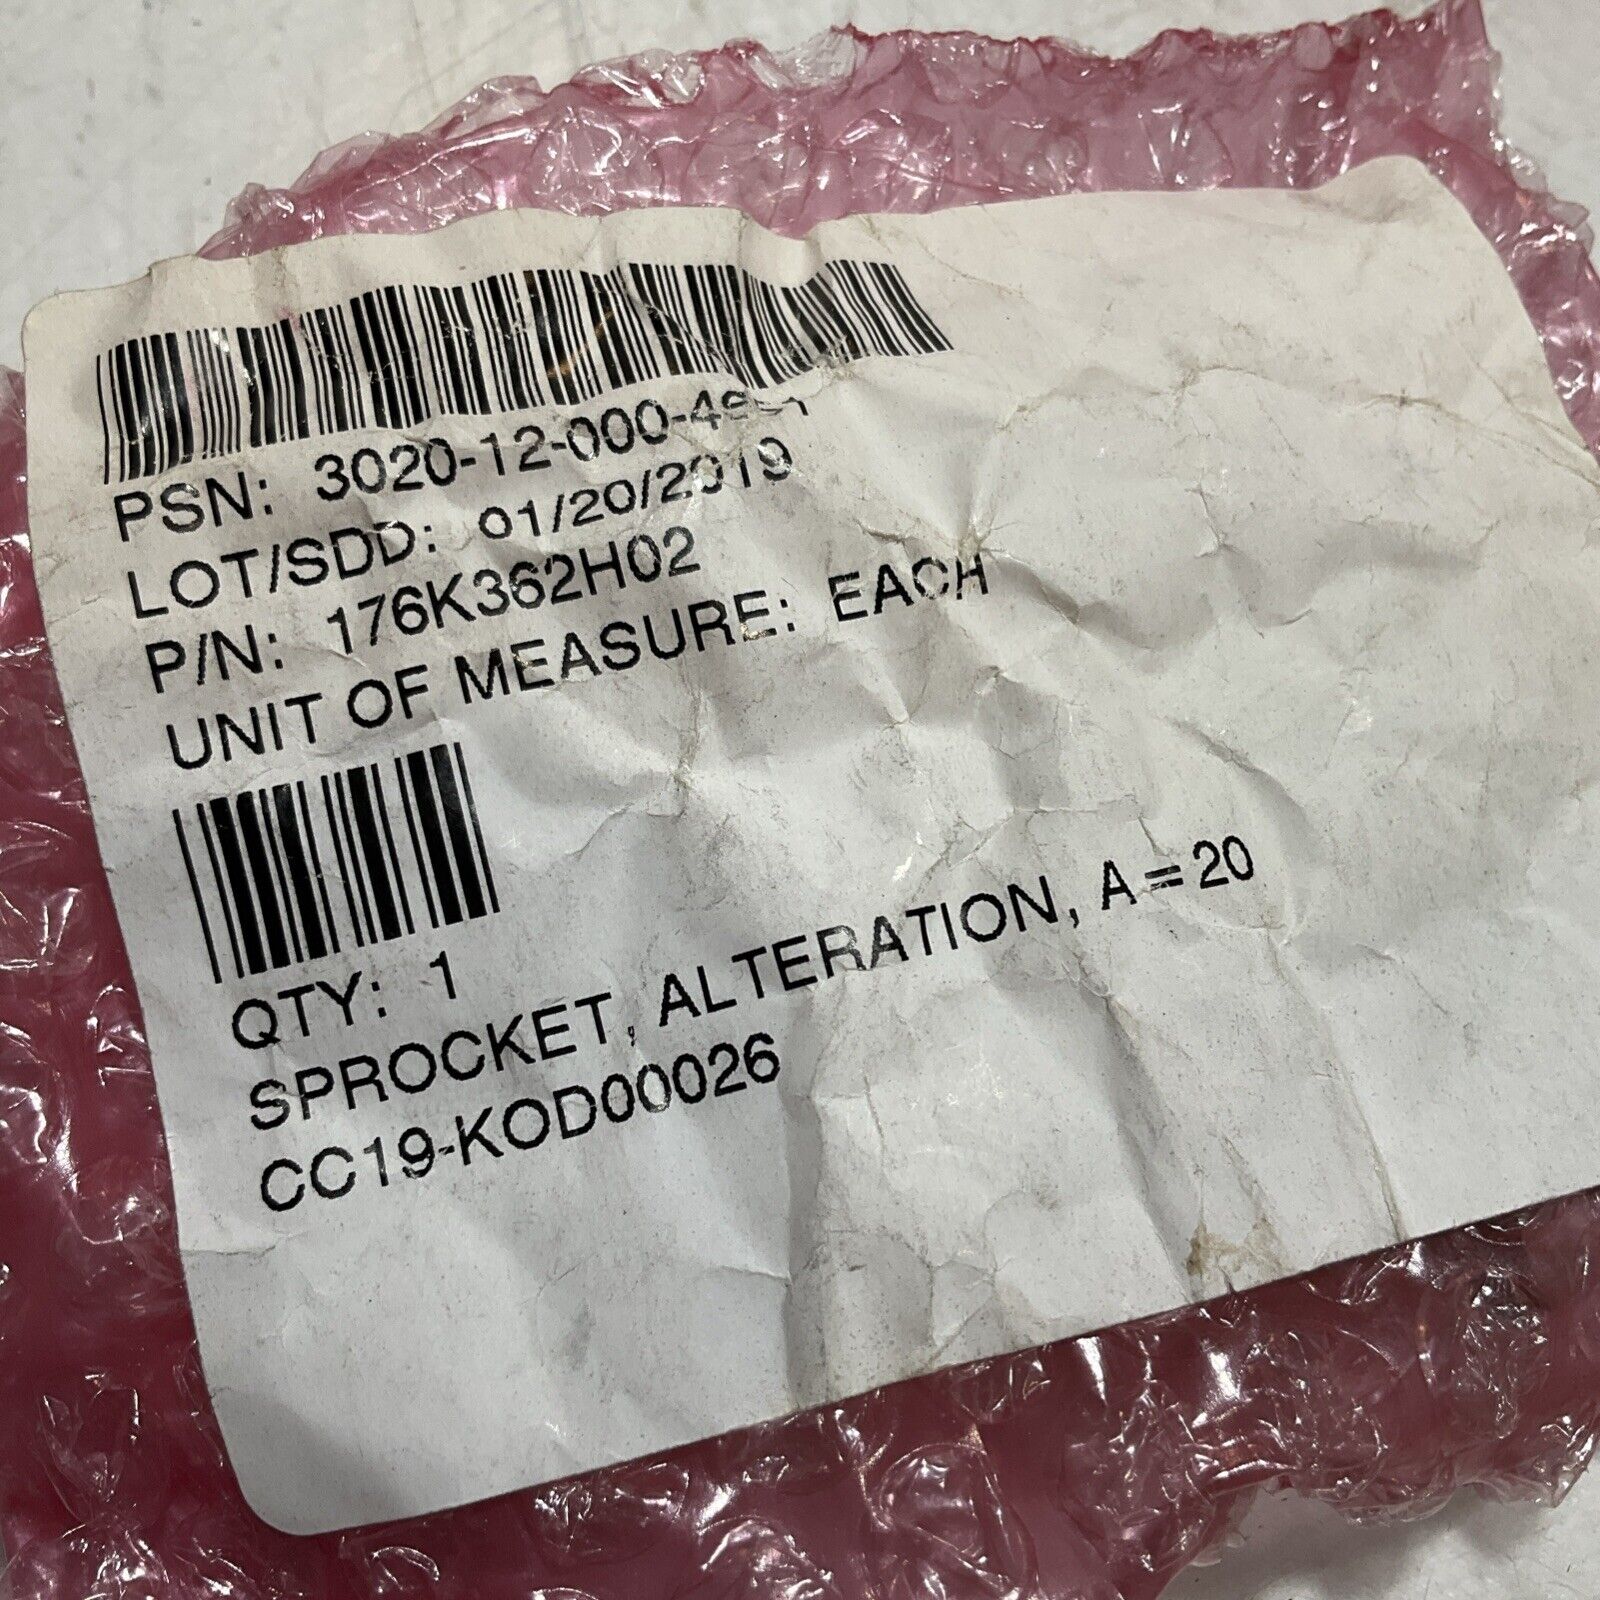 PSN: 3020-12-000-
LOT/SDD: 01/20/2019
P/N: 176K362H02
UNIT OF MEASURE: EACH
QTY: 1
SPROCKET, ALTERATION, A=20
CC19-KOD00026